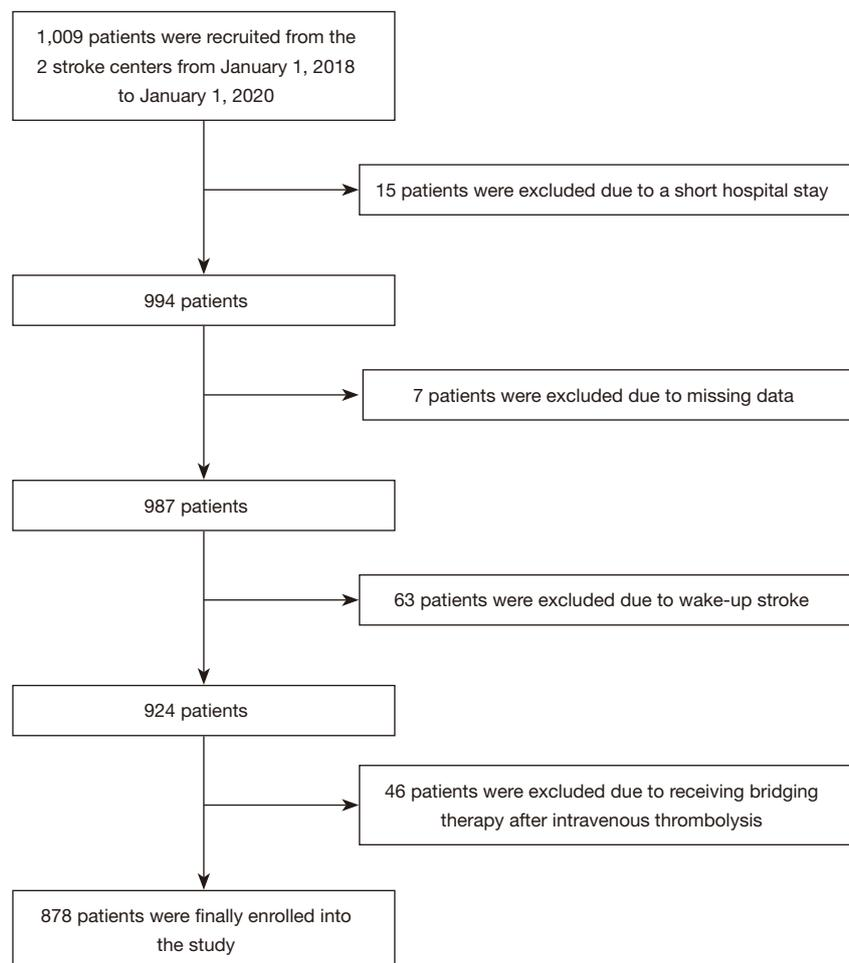 1,009 patients were recruited from the
2 stroke centers from January 1, 2018
to January 1, 2020
15 patients were excluded due to a short hospital stay
994 patients
7 patients were excluded due to missing data
987 patients
63 patients were excluded due to wake-up stroke
924 patients
46 patients were excluded due to receiving bridging
therapy after intravenous thrombolysis
878 patients were finally enrolled into
the study